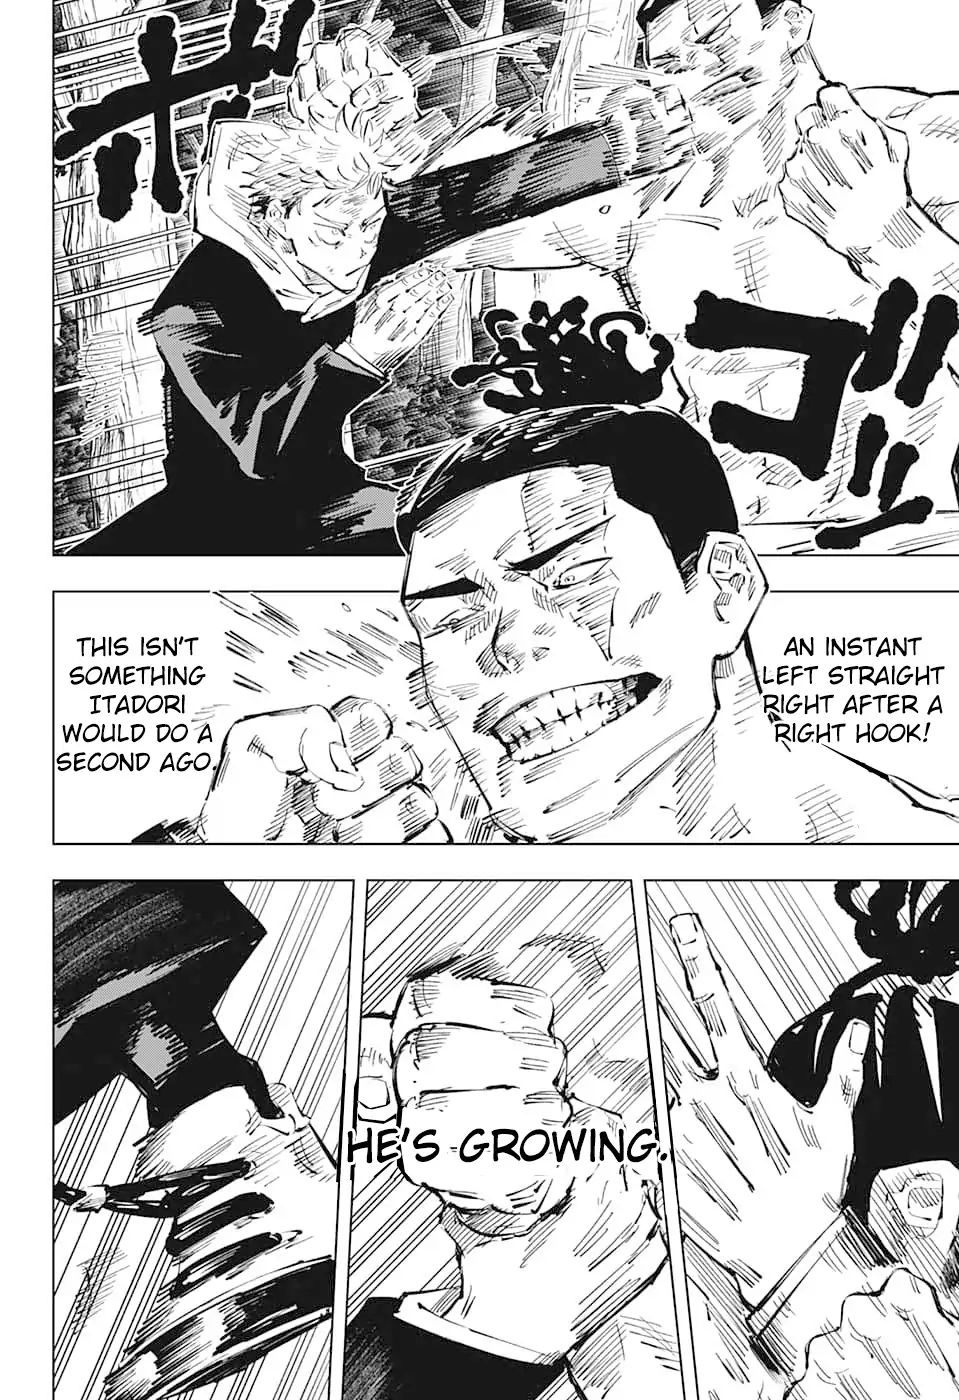 ボ
ゴッ
AN INSTANT
LEFT STRAIGHT
RIGHT AFTER A
RIGHT HOOK!
THIS ISN'T
SOMETHING
ITADORI
WOULD DO A
SECOND AGO.
HE'S GROWING.